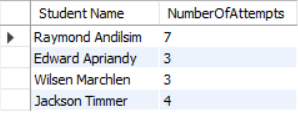 Student Name NumberOfAttempts
Raymond Andilsim 7
Edward Apriandy 3
Wilsen Marchlen 3
Jackson Timmer 4